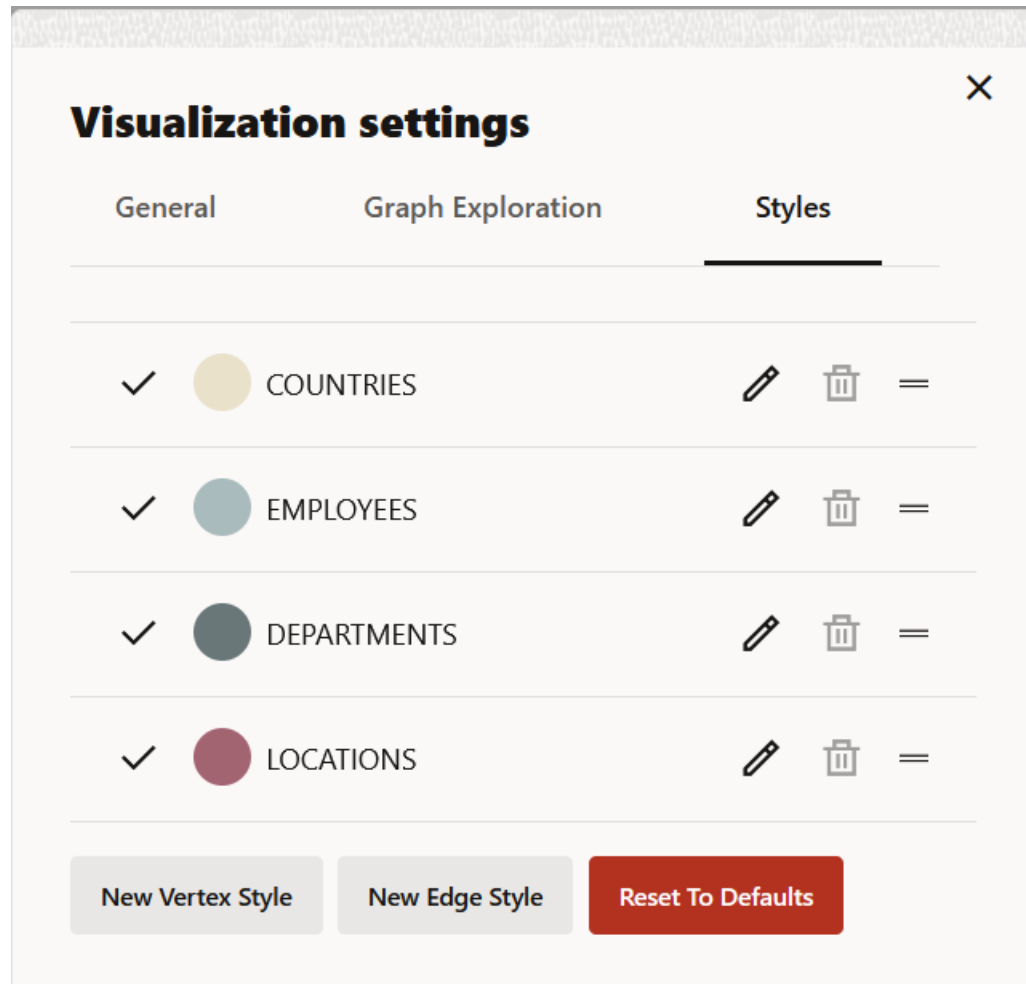 Visualization settings
General Graph Exploration Styles
COUNTRIES
EMPLOYEES
DEPARTMENTS
LOCATIONS
New Vertex Style New Edge Style Reset To Defaults